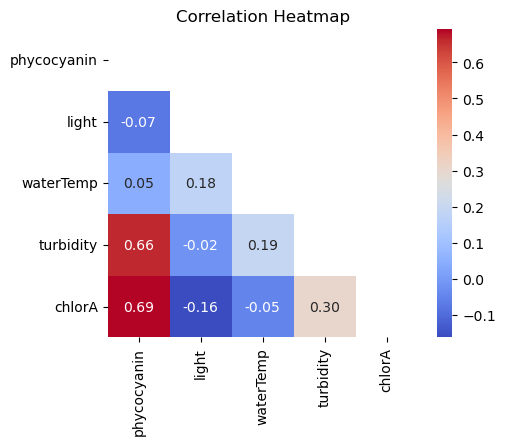 Correlation Heatmap
phycocyanin
light
-0.07
waterTemp
0.05 0.18
turbidity
0.66 -0.02 0.19
chlorA
0.69 -0.16 -0.05 0.30
phycocyanin
light
waterTemp
turbidity
chlorA
0.6
0.5
0.4
0.3
0.2
0.1
0.0
−0.1